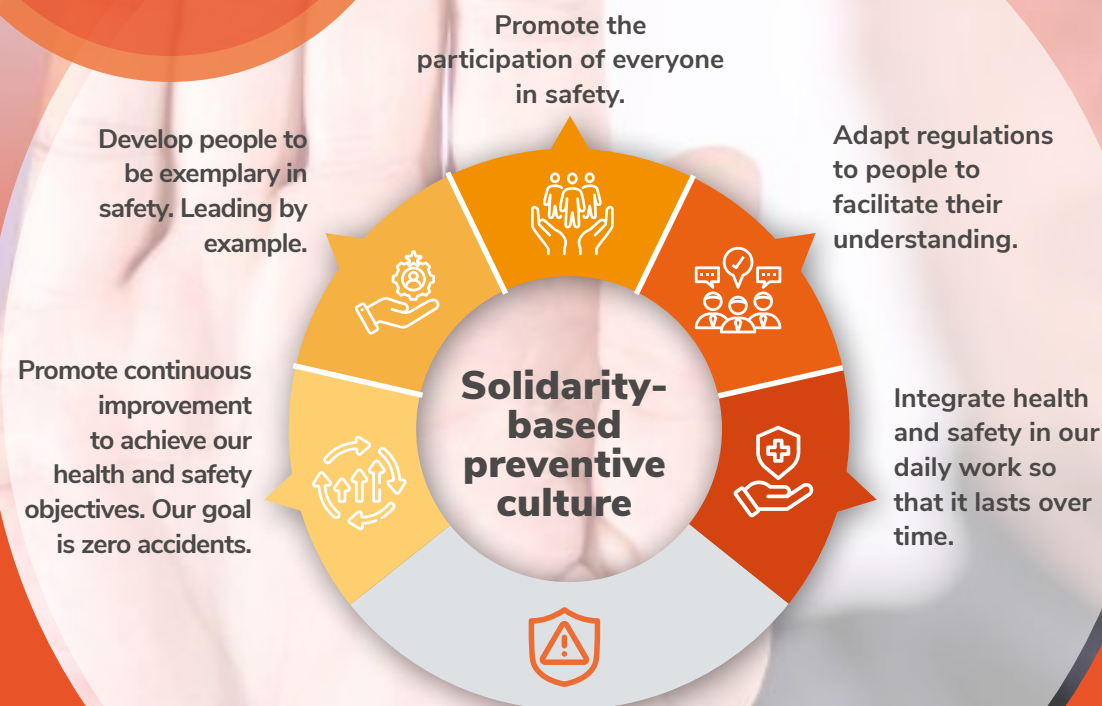 Promote the
participation of everyone
in safety.
Develop people to
be exemplary in
safety. Leading by
example.
Adapt regulations
to people to
facilitate their
understanding.
Promote continuous
improvement
to achieve our
health and safety
objectives. Our goal
is zero accidents.
Solidarity-
based
preventive
culture
Integrate health
and safety in our
daily work so
that it lasts over
time.